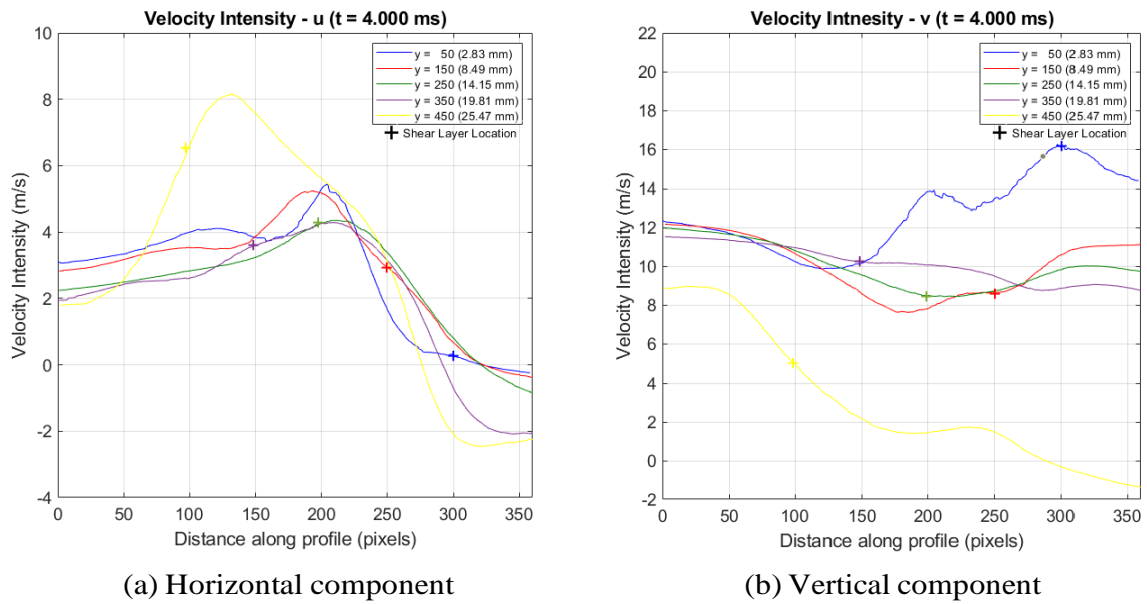 Velocity Intensity - u (t = 4.000 ms)
10
8
6
4
2
0
-2
-4
Velocity Intensity (m/s)
y = 50 (2.83 mm)
y = 150 (8.49 mm)
y = 250 (14.15 mm)
y = 350 (19.81 mm)
y = 450 (25.47 mm)
Shear Layer Location
0 50 100 150 200 250 300 350
Distance along profile (pixels)
(a) Horizontal component
Velocity Intnesity - v (t = 4.000 ms)
22
20
18
16
14
12
10
8
6
4
2
0
-2
Velocity Intensity (m/s)
y = 50 (2.83 mm)
y = 150 (8.49 mm)
y = 250 (14.15 mm)
y = 350 (19.81 mm)
y = 450 (25.47 mm)
Shear Layer Location
0 50 100 150 200 250 300 350
Distance along profile (pixels)
(b) Vertical component